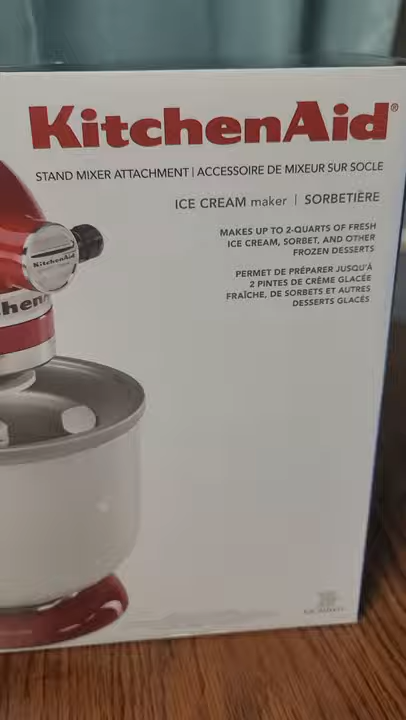 KitchenAid®
STAND MIXER ATTACHMENT | ACCESSOIRE DE MIXEUR SUR SOCLE
ICE CREAM maker | SORBETIÈRE
MAKES UP TO 2-QUARTS OF FRESH
ICE CREAM, SORBET, AND OTHER
FROZEN DESSERTS
PERMET DE PRÉPARER JUSQU'À
2 PINTES DE CRÈME GLACÉE
FRAÎCHE, DE SORBETS ET AUTRES
DESSERTS GLACÉS
KitchenAid
hen